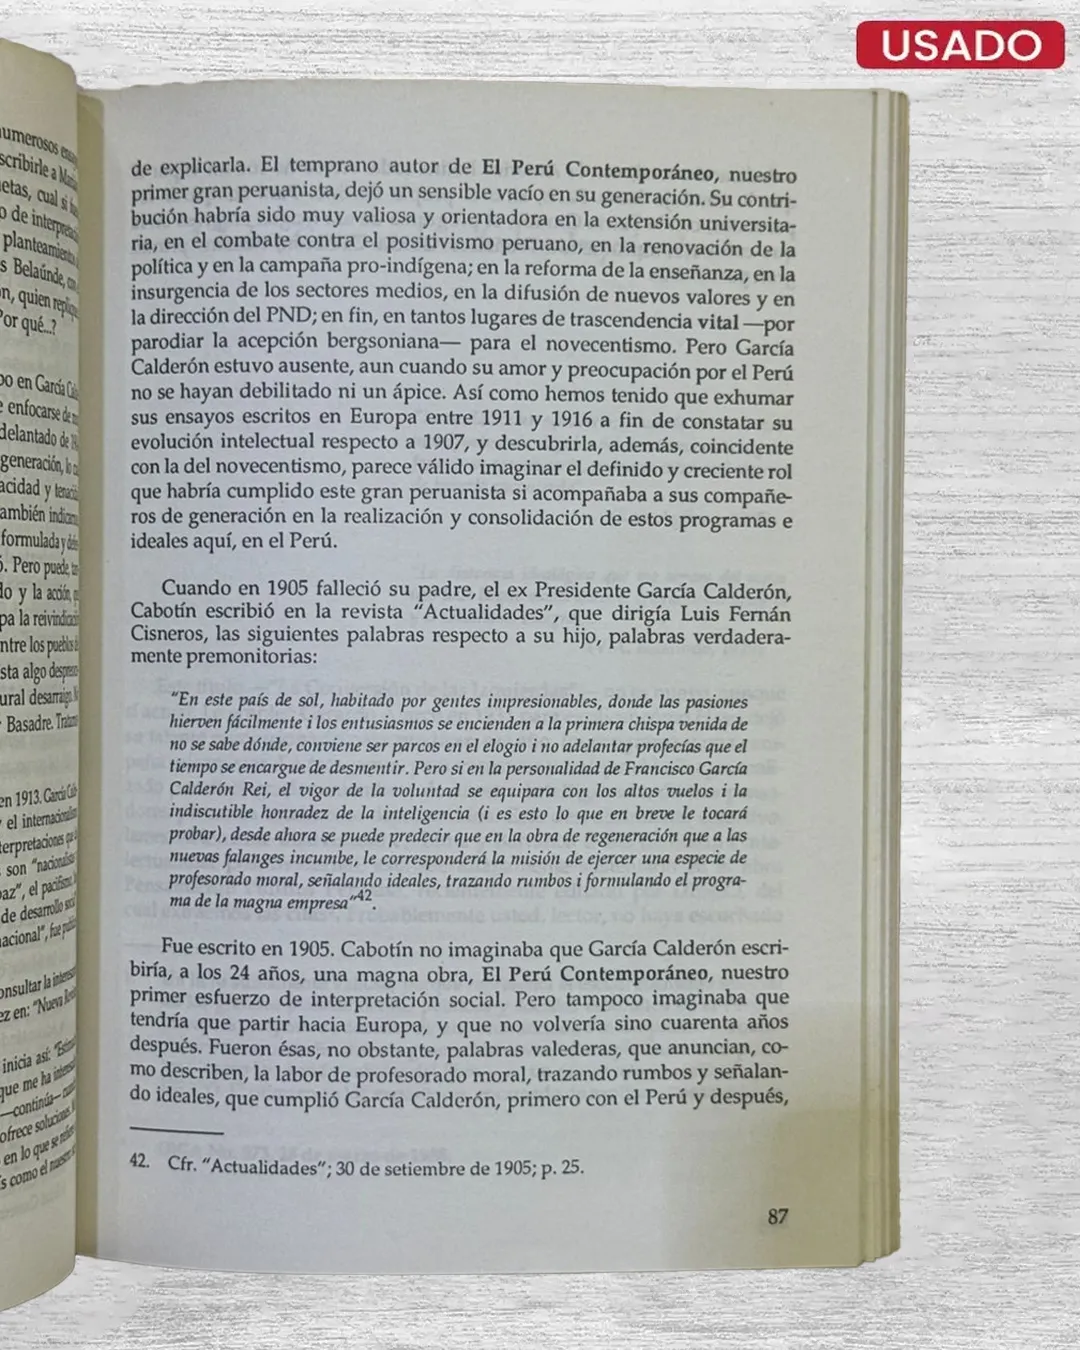 USADO
de explicarla. El temprano autor de El Perú Contemporáneo, nuestro
primer gran peruanista, dejó un sensible vacío en su generación. Su contri-
bución habría sido muy valiosa y orientadora en la extensión universita-
ria, en el combate contra el positivismo peruano, en la renovación de la
política y en la campaña pro-indígena; en la reforma de la enseñanza, en la
insurgencia de los sectores medios, en la difusión de nuevos valores y en
la dirección del PND; en fin, en tantos lugares de trascendencia vital —por
parodiar la acepción bergsoniana— para el novecentismo. Pero García
Calderón estuvo ausente, aun cuando su amor y preocupación por el Perú
no se hayan debilitado ni un ápice. Así como hemos tenido que exhumar
sus ensayos escritos en Europa entre 1911 y 1916 a fin de constatar su
evolución intelectual respecto a 1907, y descubrirla, además, coincidente
con la del novecentismo, parece válido imaginar el definido y creciente rol
que habría cumplido este gran peruanista si acompañaba a sus compañe-
ros de generación en la realización y consolidación de estos programas e
ideales aquí, en el Perú.
Cuando en 1905 falleció su padre, el ex Presidente García Calderón,
Cabotín escribió en la revista "Actualidades", que dirigía Luis Fernán
Cisneros, las siguientes palabras respecto a su hijo, palabras verdadera-
mente premonitorias:
"En este país de sol, habitado por gentes impresionables, donde las pasiones
hierven fácilmente i los entusiasmos se encienden a la primera chispa venida de
no se sabe dónde, conviene ser parcos en el elogio i no adelantar profecías que el
tiempo se encargue de desmentir. Pero si en la personalidad de Francisco García
Calderón Rei, el vigor de la voluntad se equipara con los altos vuelos i la
indiscutible honradez de la inteligencia (i es esto lo que en breve le tocará
probar), desde ahora se puede predecir que en la obra de regeneración que a las
nuevas falanges incumbe, le corresponderá la misión de ejercer una especie de
profesorado moral, señalando ideales, trazando rumbos i formulando el progra-
ma de la magna empresa"42.
Fue escrito en 1905. Cabotín no imaginaba que García Calderón escri-
biría, a los 24 años, una magna obra, El Perú Contemporáneo, nuestro
primer esfuerzo de interpretación social. Pero tampoco imaginaba que
tendría que partir hacia Europa, y que no volvería sino cuarenta años
después. Fueron ésas, no obstante, palabras valederas, que anuncian, co-
mo describen, la labor de profesorado moral, trazando rumbos y señalan-
do ideales, que cumplió García Calderón, primero con el Perú y después,
42. Cfr. "Actualidades"; 30 de setiembre de 1905; p. 25.
87